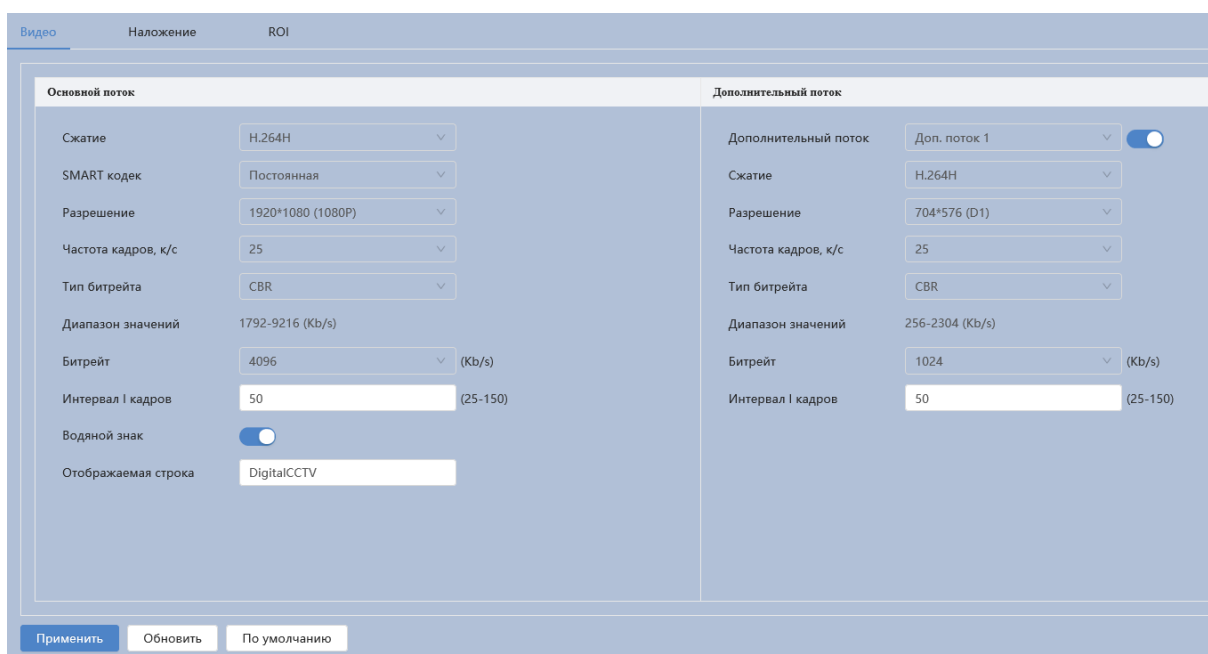 Видео Наложение ROI
Основной поток
Сжатие H.264H
SMART кодек Постоянная
Разрешение 1920*1080 (1080P)
Частота кадров, к/с 25
Тип битрейта CBR
Диапазон значений 1792-9216 (Kb/s)
Битрейт 4096 (Kb/s)
Интервал I кадров 50 (25-150)
Водяной знак
Отображаемая строка DigitalCCTV
Дополнительный поток
Дополнительный поток Доп. поток 1
Сжатие H.264H
Разрешение 704*576 (D1)
Частота кадров, к/с 25
Тип битрейта CBR
Диапазон значений 256-2304 (Kb/s)
Битрейт 1024 (Kb/s)
Интервал I кадров 50 (25-150)
Применить Обновить По умолчанию